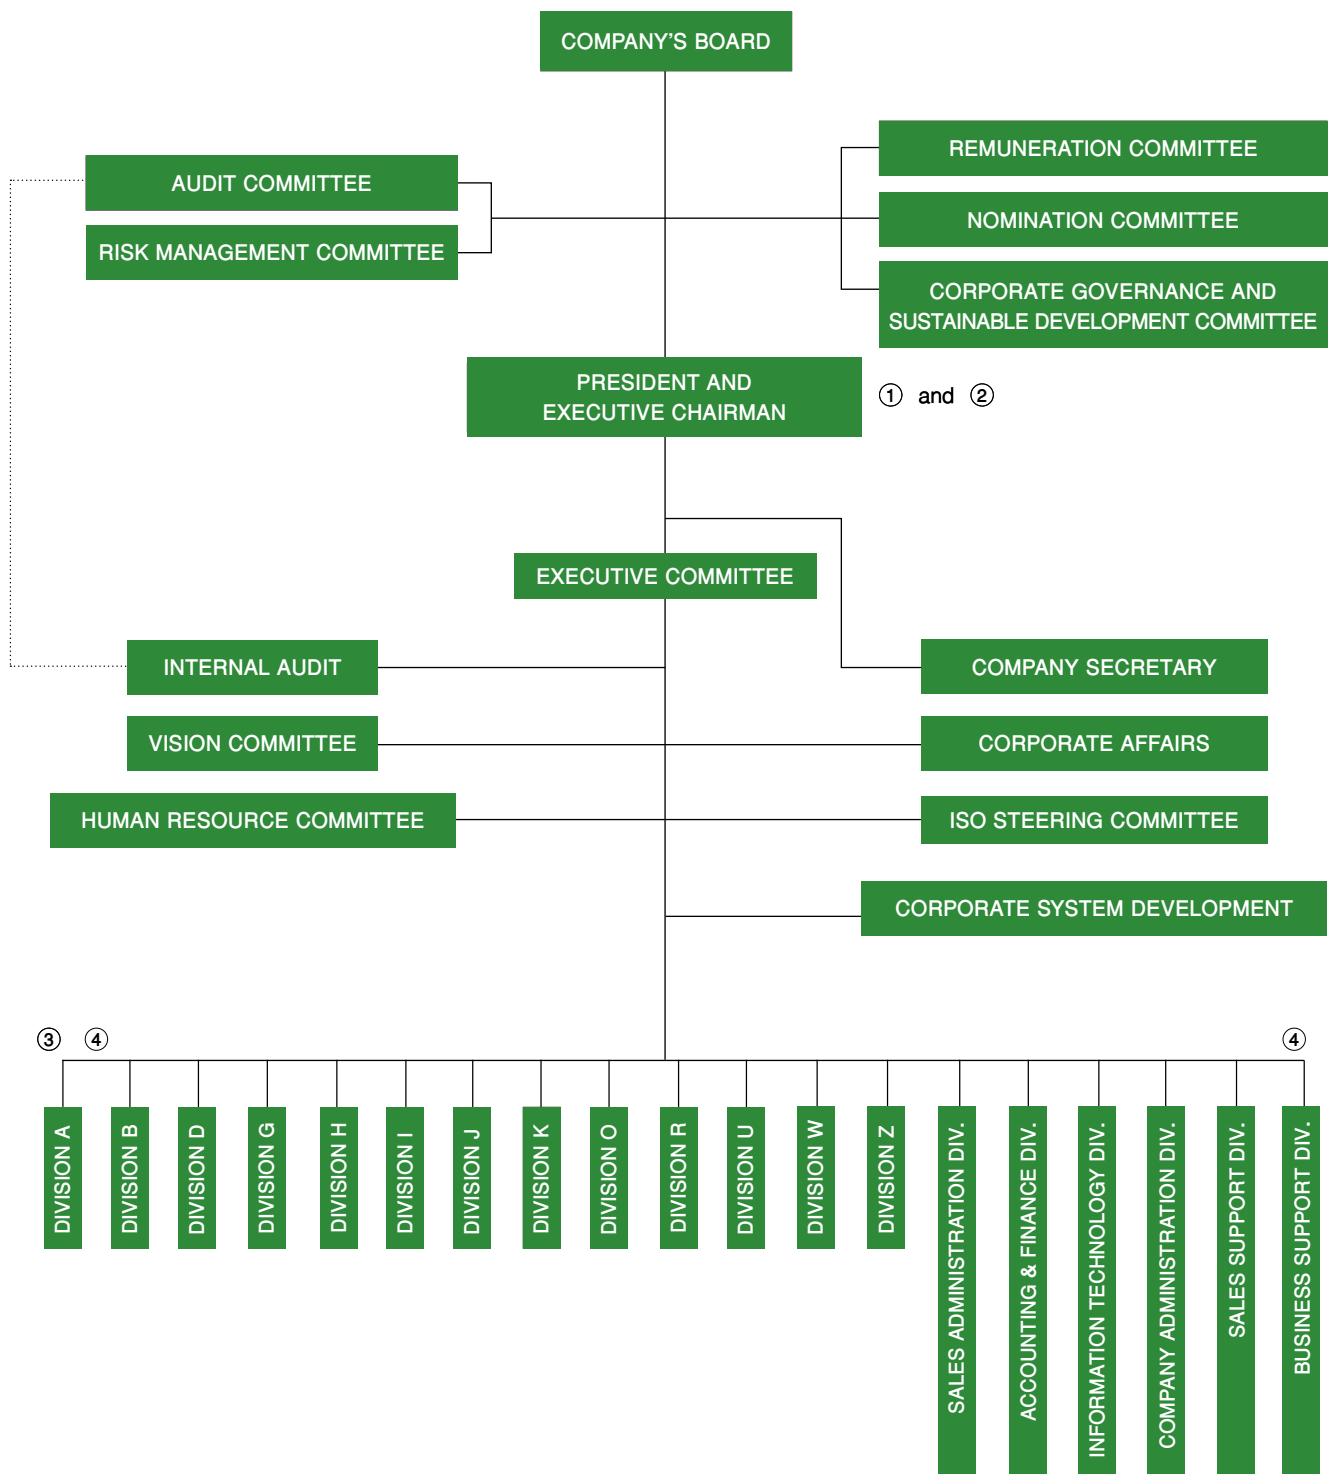 COMPANY'S BOARD
REMUNERATION COMMITTEE
AUDIT COMMITTEE
NOMINATION COMMITTEE
RISK MANAGEMENT COMMITTEE
CORPORATE GOVERNANCE AND
SUSTAINABLE DEVELOPMENT COMMITTEE
PRESIDENT AND
EXECUTIVE CHAIRMAN
① and ②
EXECUTIVE COMMITTEE
INTERNAL AUDIT
COMPANY SECRETARY
VISION COMMITTEE
CORPORATE AFFAIRS
HUMAN RESOURCE COMMITTEE
ISO STEERING COMMITTEE
CORPORATE SYSTEM DEVELOPMENT
③ ④
④
DIVISION A
DIVISION B
DIVISION D
DIVISION G
DIVISION H
DIVISION I
DIVISION J
DIVISION K
DIVISION O
DIVISION R
DIVISION U
DIVISION W
DIVISION Z
SALES ADMINISTRATION DIV.
ACCOUNTING & FINANCE DIV.
INFORMATION TECHNOLOGY DIV.
COMPANY ADMINISTRATION DIV.
SALES SUPPORT DIV.
BUSINESS SUPPORT DIV.